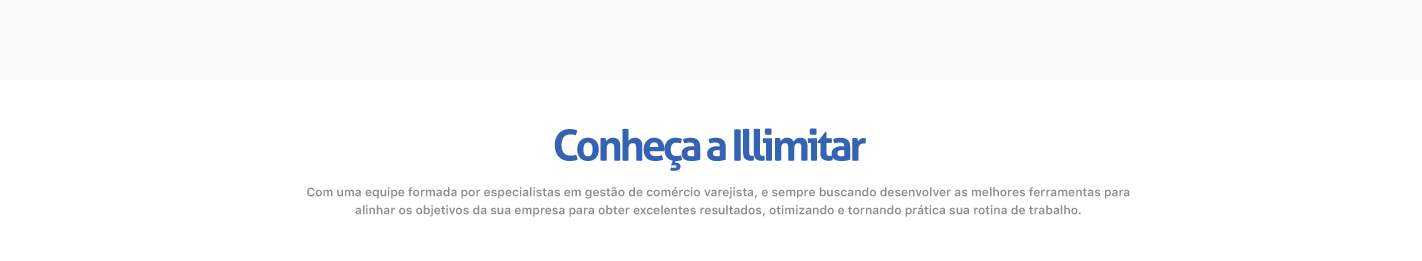 Conheça a Illimitar
Com uma equipe formada por especialistas em gestão de comércio varejista, e sempre buscando desenvolver as melhores ferramentas para
alinhar os objetivos da sua empresa para obter excelentes resultados, otimizando e tornando prática sua rotina de trabalho.